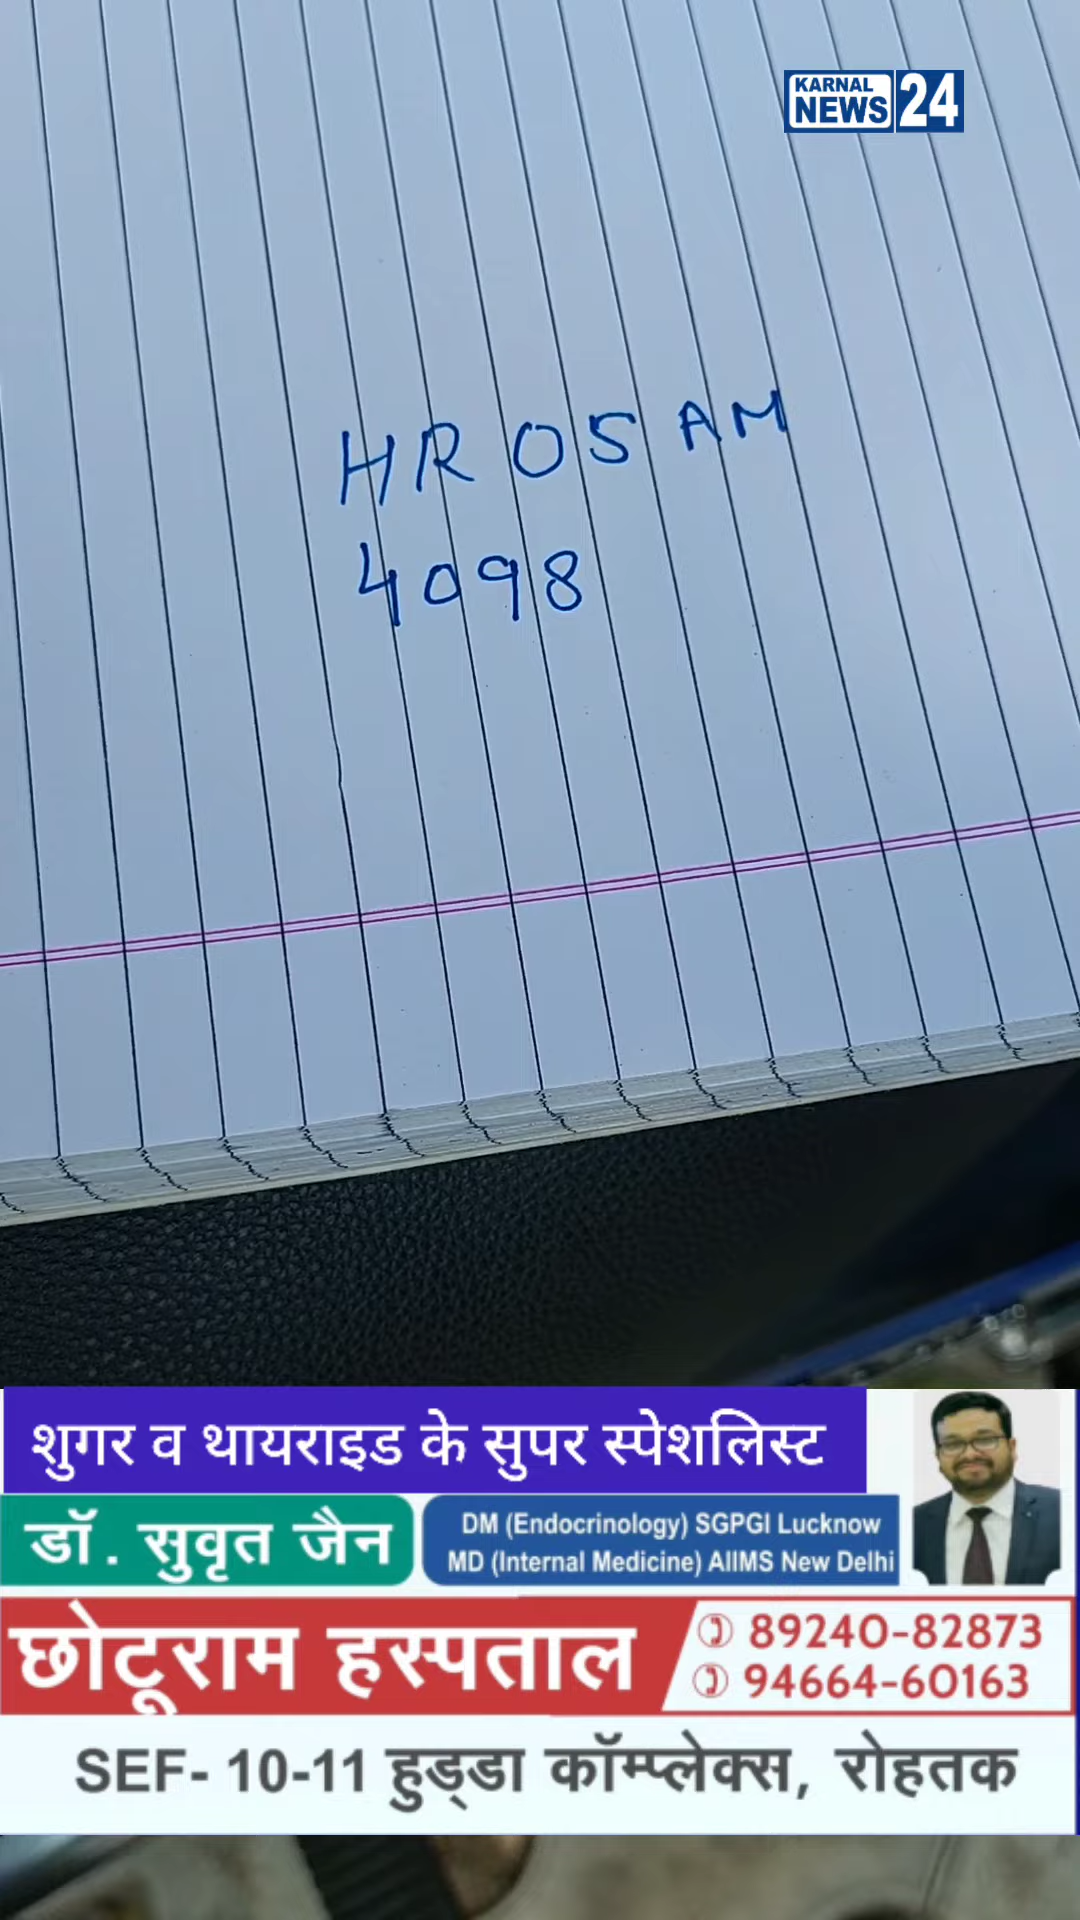 KARNAL
NEWS 24
HR 05 AM
4098
शुगर व थायराइड के सुपर स्पेशलिस्ट
डॉ. सुवृत जैन
DM (Endocrinology) SGPGI Lucknow
MD (Internal Medicine) AIIMS New Delhi
छोटूराम हस्पताल
89240-82873
94664-60163
SEF- 10-11 हुड्डा कॉम्प्लेक्स, रोहतक